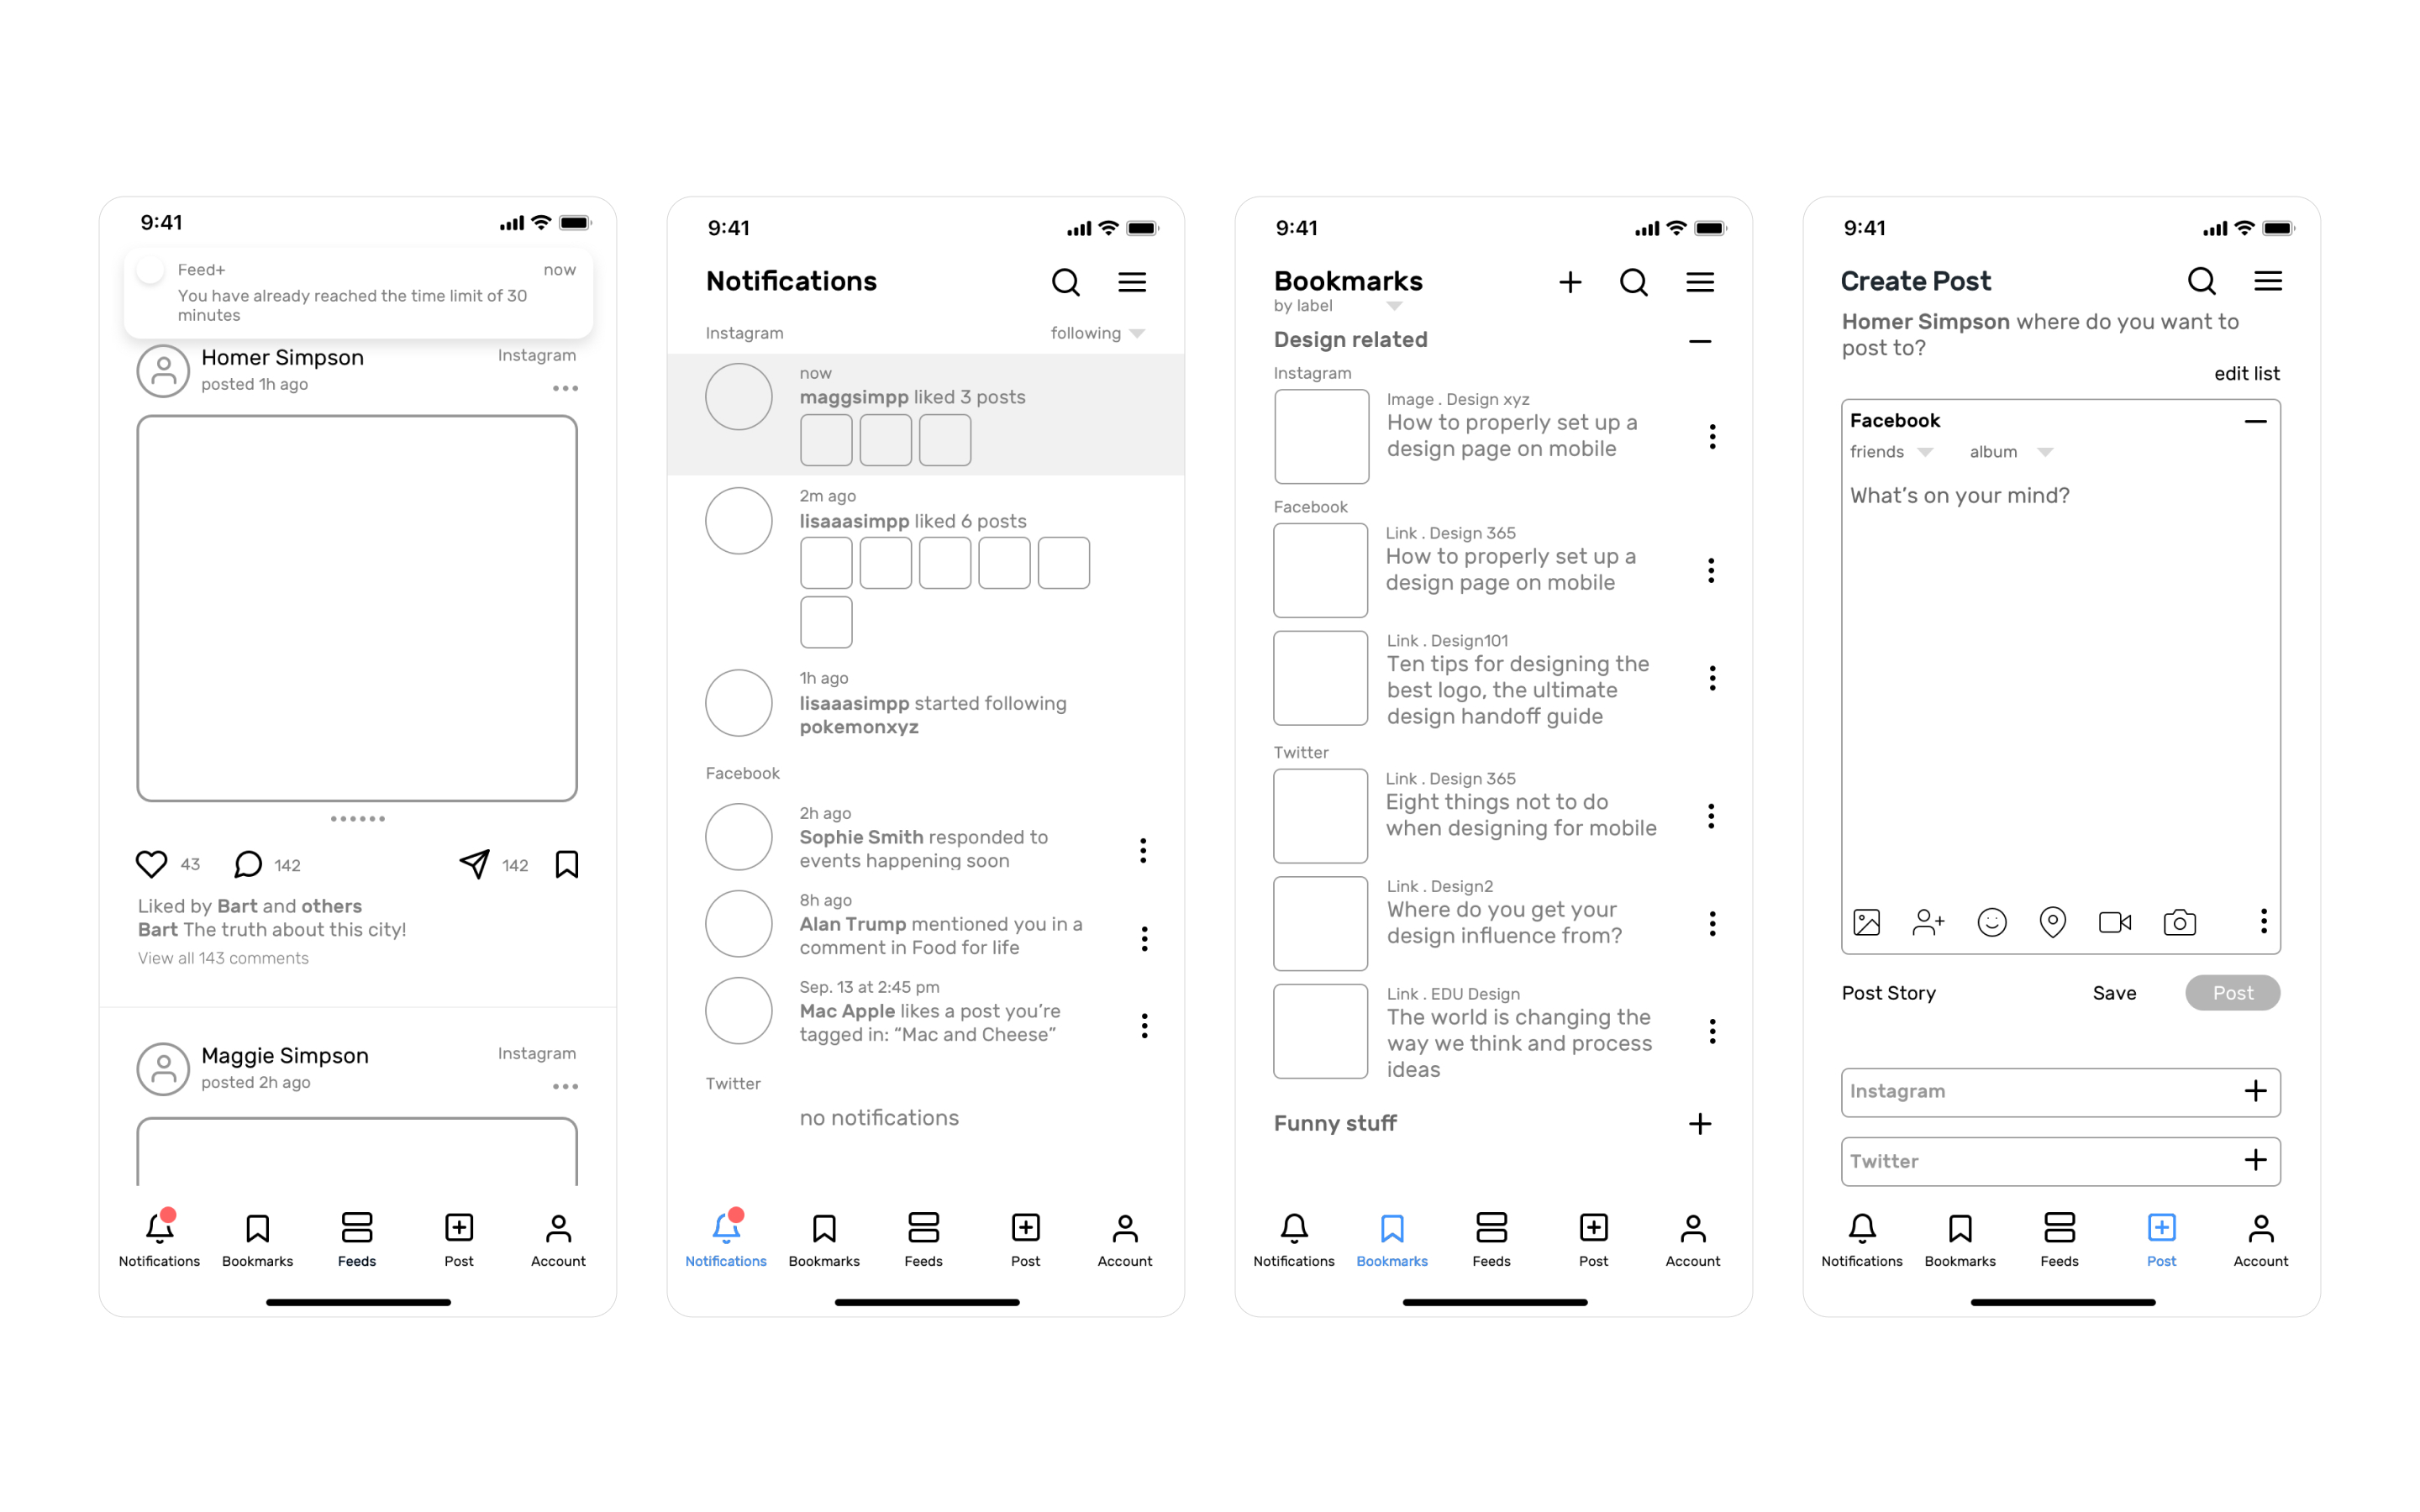 9:41
Feed+ now
You have already reached the time limit of 30
minutes
Homer Simpson Instagram
posted 1h ago
43 142 142
Liked by Bart and others
Bart The truth about this city!
View all 143 comments
Maggie Simpson Instagram
posted 2h ago
Notifications Bookmarks Feeds Post Account
9:41
Notifications
Instagram following
now
maggsimpp liked 3 posts
2m ago
lisaaasimpp liked 6 posts
1h ago
lisaaasimpp started following
pokemonxyz
Facebook
2h ago
Sophie Smith responded to
events happening soon
8h ago
Alan Trump mentioned you in a
comment in Food for life
Sep. 13 at 2:45 pm
Mac Apple likes a post you’re
tagged in: “Mac and Cheese”
Twitter
no notifications
Notifications Bookmarks Feeds Post Account
9:41
Bookmarks
by label
Design related
Instagram
Image . Design xyz
How to properly set up a
design page on mobile
Facebook
Link . Design 365
How to properly set up a
design page on mobile
Link . Design101
Ten tips for designing the
best logo, the ultimate
design handoff guide
Twitter
Link . Design 365
Eight things not to do
when designing for mobile
Link . Design2
Where do you get your
design influence from?
Link . EDU Design
The world is changing the
way we think and process
ideas
Funny stuff
Notifications Bookmarks Feeds Post Account
9:41
Create Post
Homer Simpson where do you want to
post to?
edit list
Facebook
friends album
What’s on your mind?
Post Story Save Post
Instagram
Twitter
Notifications Bookmarks Feeds Post Account